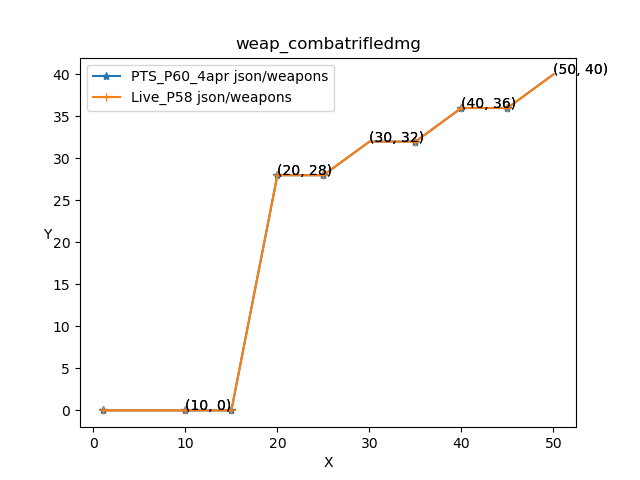 weap_combatrifledmg
PTS_P60_4apr json/weapons
Live_P58 json/weapons
(50, 40)
(40, 36)
(30, 32)
(20, 28)
(10, 0)
40
35
30
25
20
15
10
5
0
Y
0 10 20 30 40 50
X